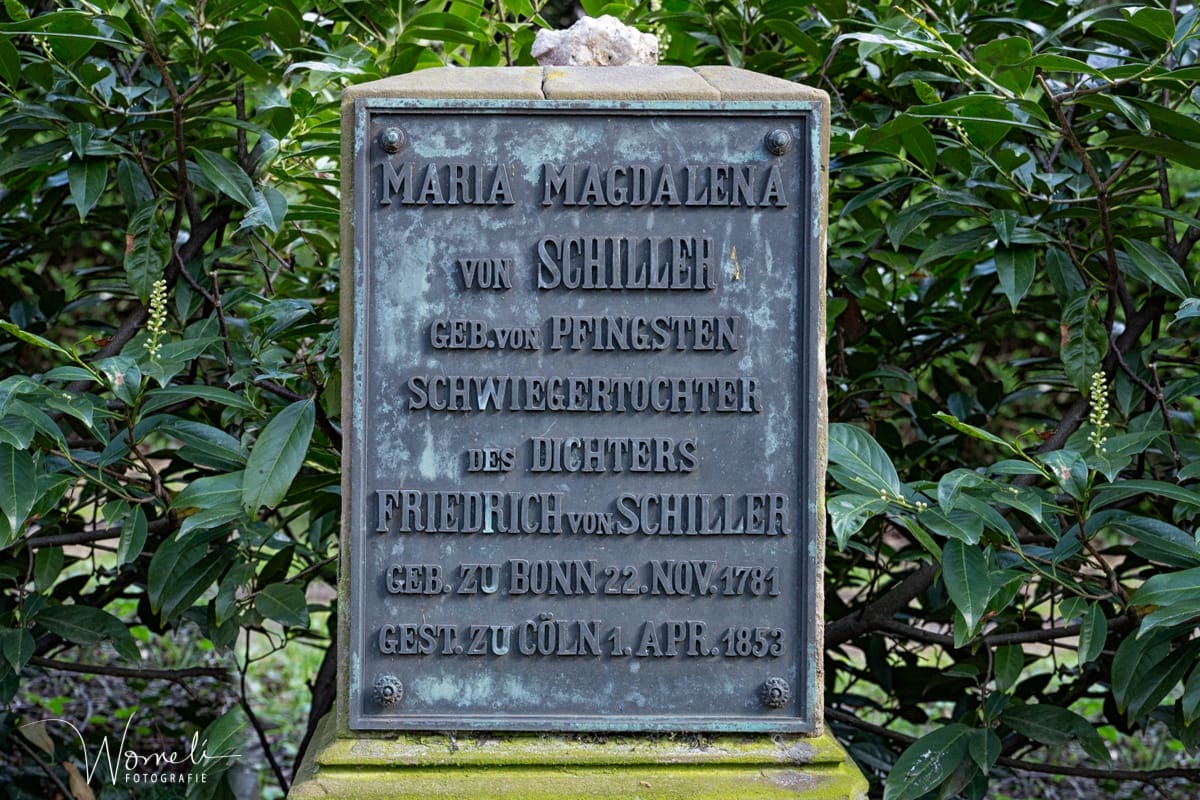 MARIA MAGDALENA
VON SCHILLER
GEB. VON PFINGSTEN
SCHWIEGERTOCHTER
DES DICHTERS
FRIEDRICH VON SCHILLER
GEB. ZU BONN 22. NOV. 1781
GEST. ZU CÖLN 1. APR. 1853
Womeli
FOTOGRAFIE